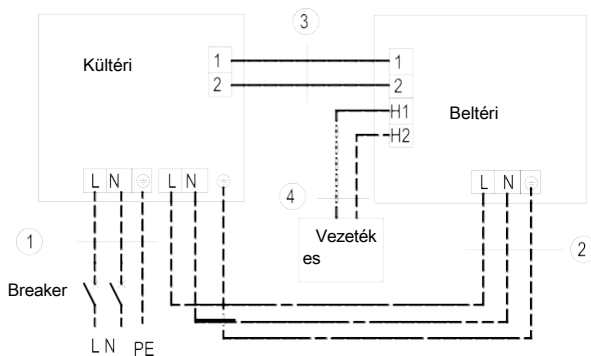 3
Kültéri
1
2
1
2
H1
H2
Beltéri
L N ⏚ L N ⏚
L N ⏚
4
1
Vezeték
es
2
Breaker
L N PE